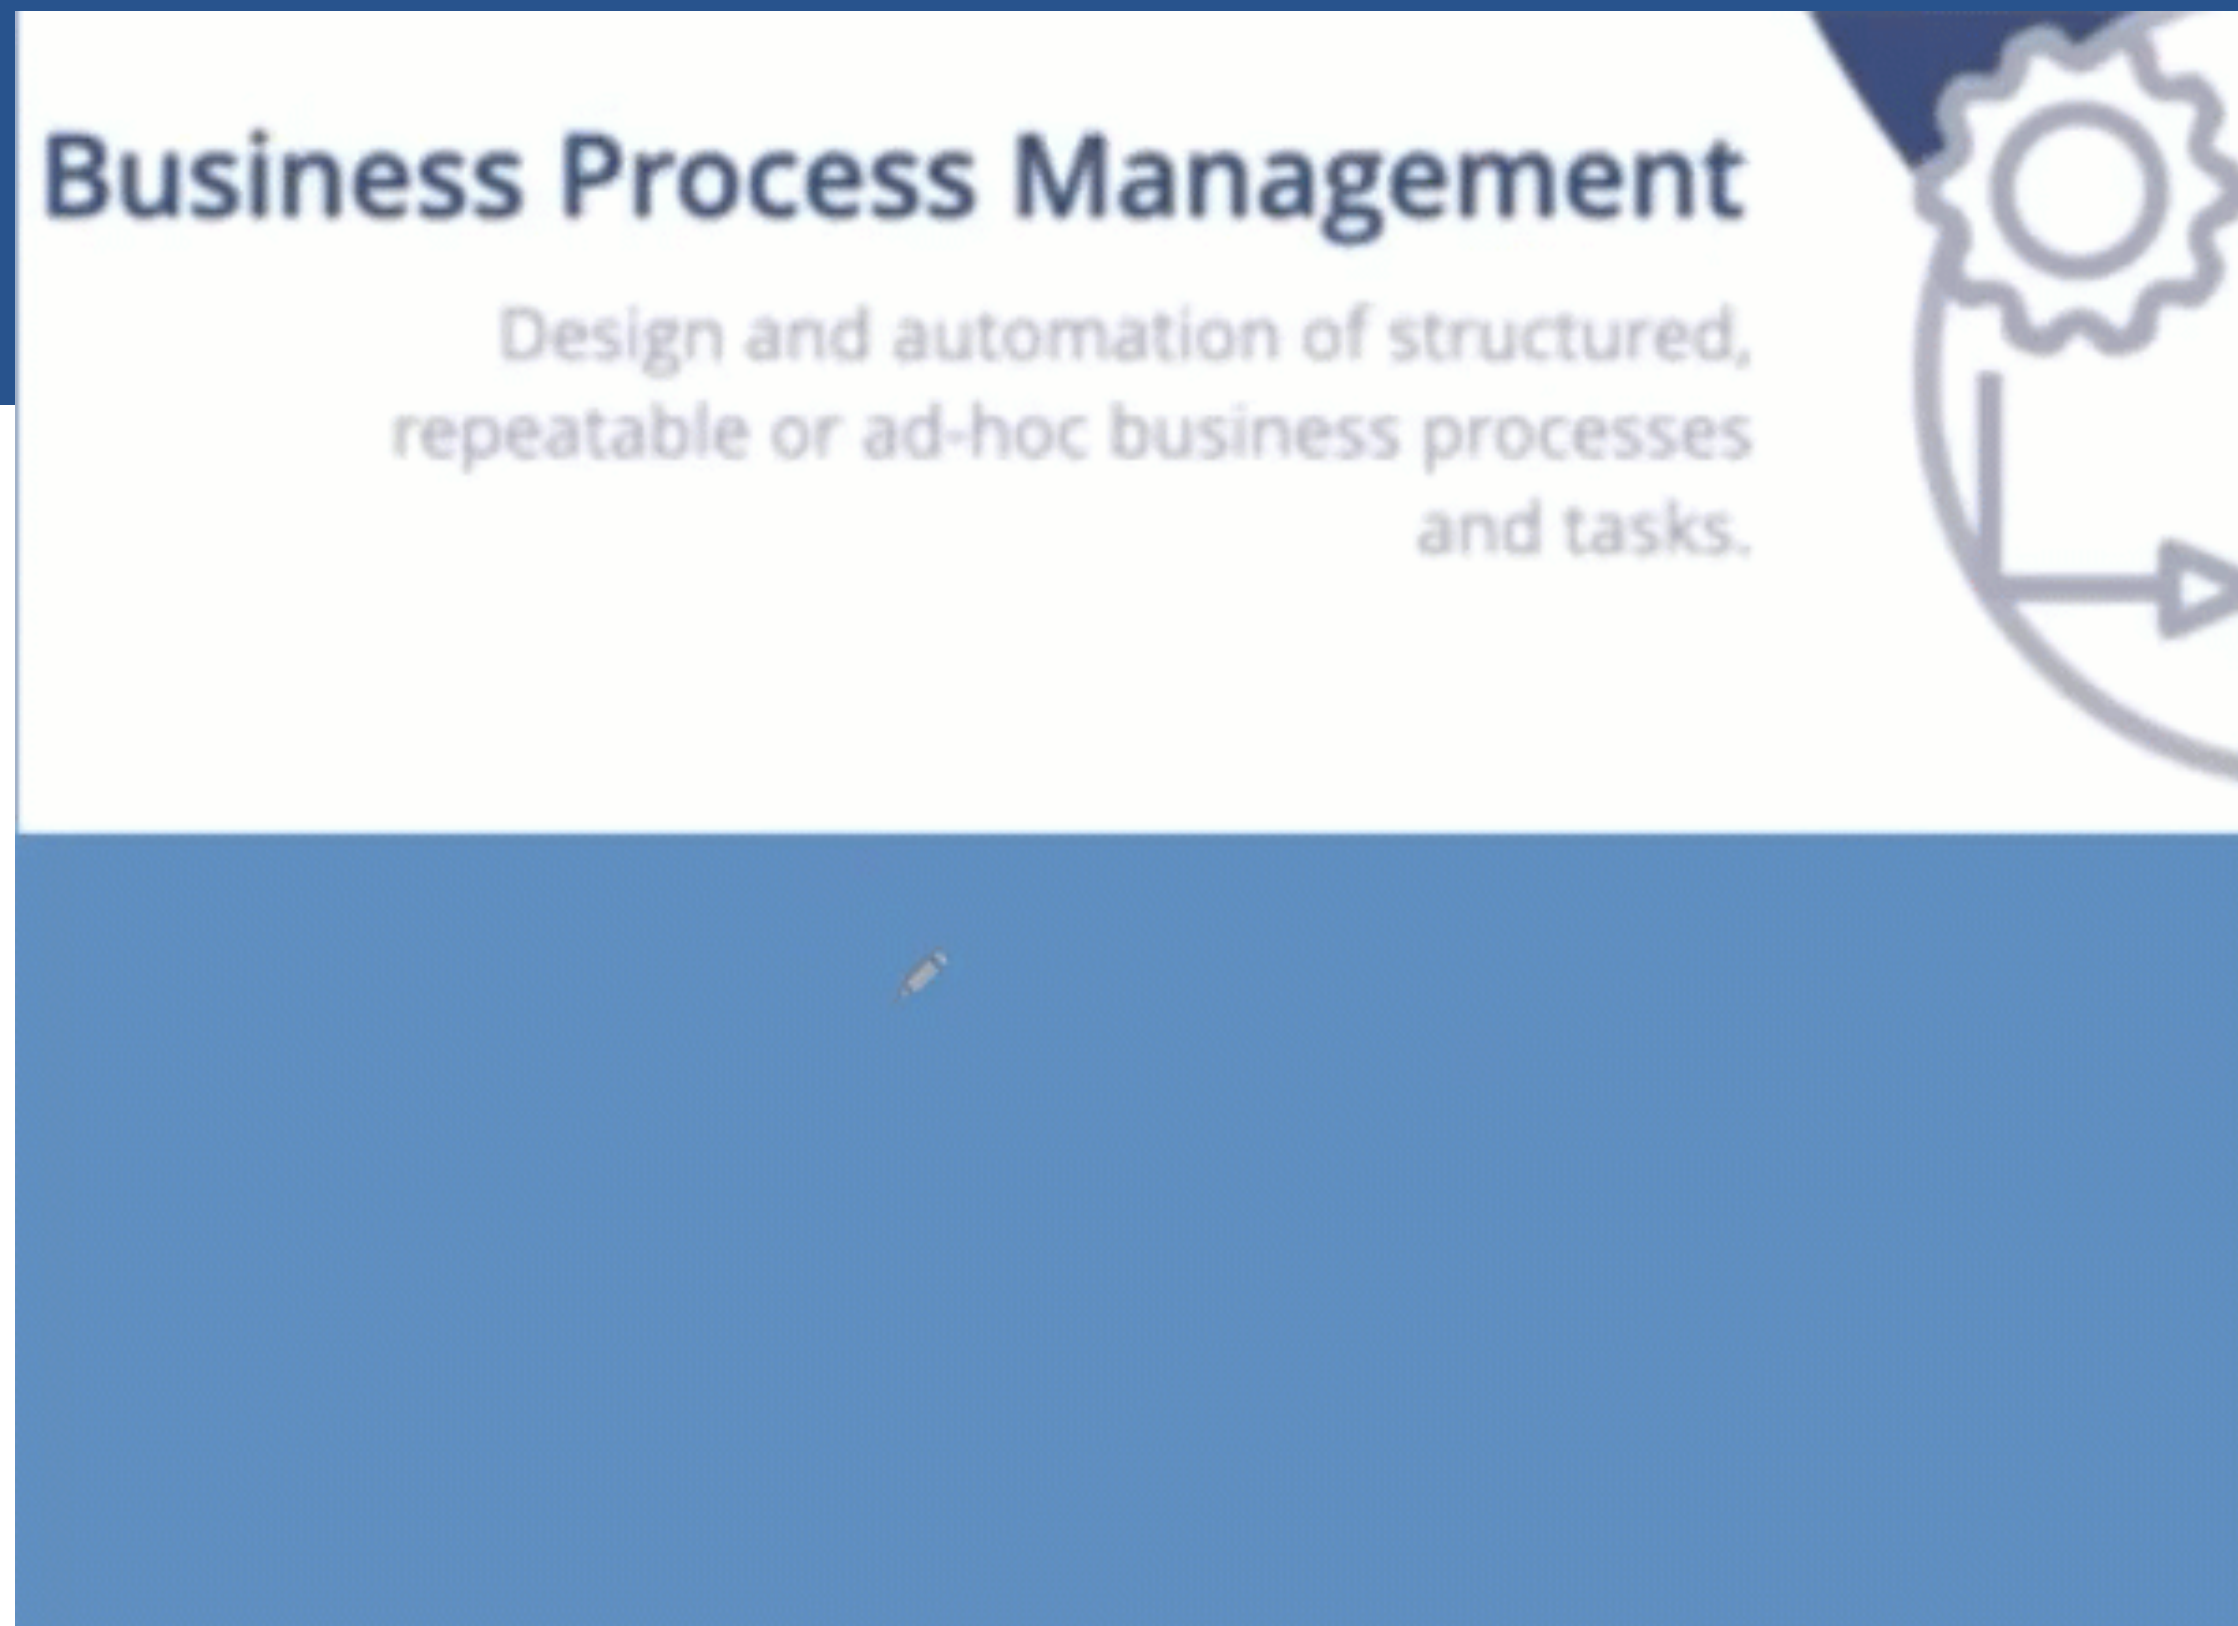 Business Process Management
Design and automation of structured,
repeatable or ad-hoc business processes
and tasks.